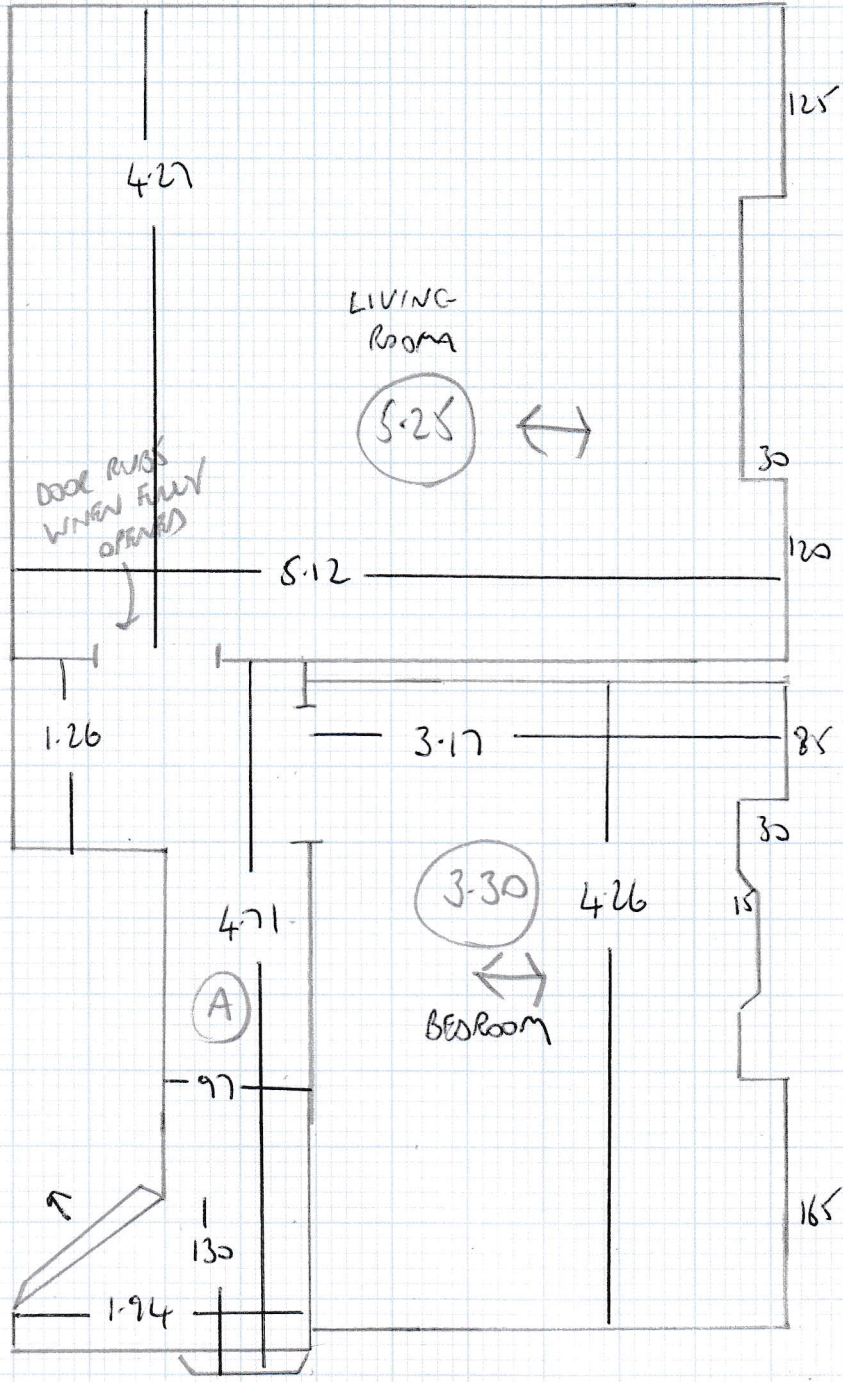 125
4.27
LIVING
ROOM
5.25
30
DOOR RUBS
WHEN FULLY
OPENED
120
5.12
1.26
3.17
85
30
3.30
4.26
15
4.71
A
BEDROOM
97
165
130
1.94